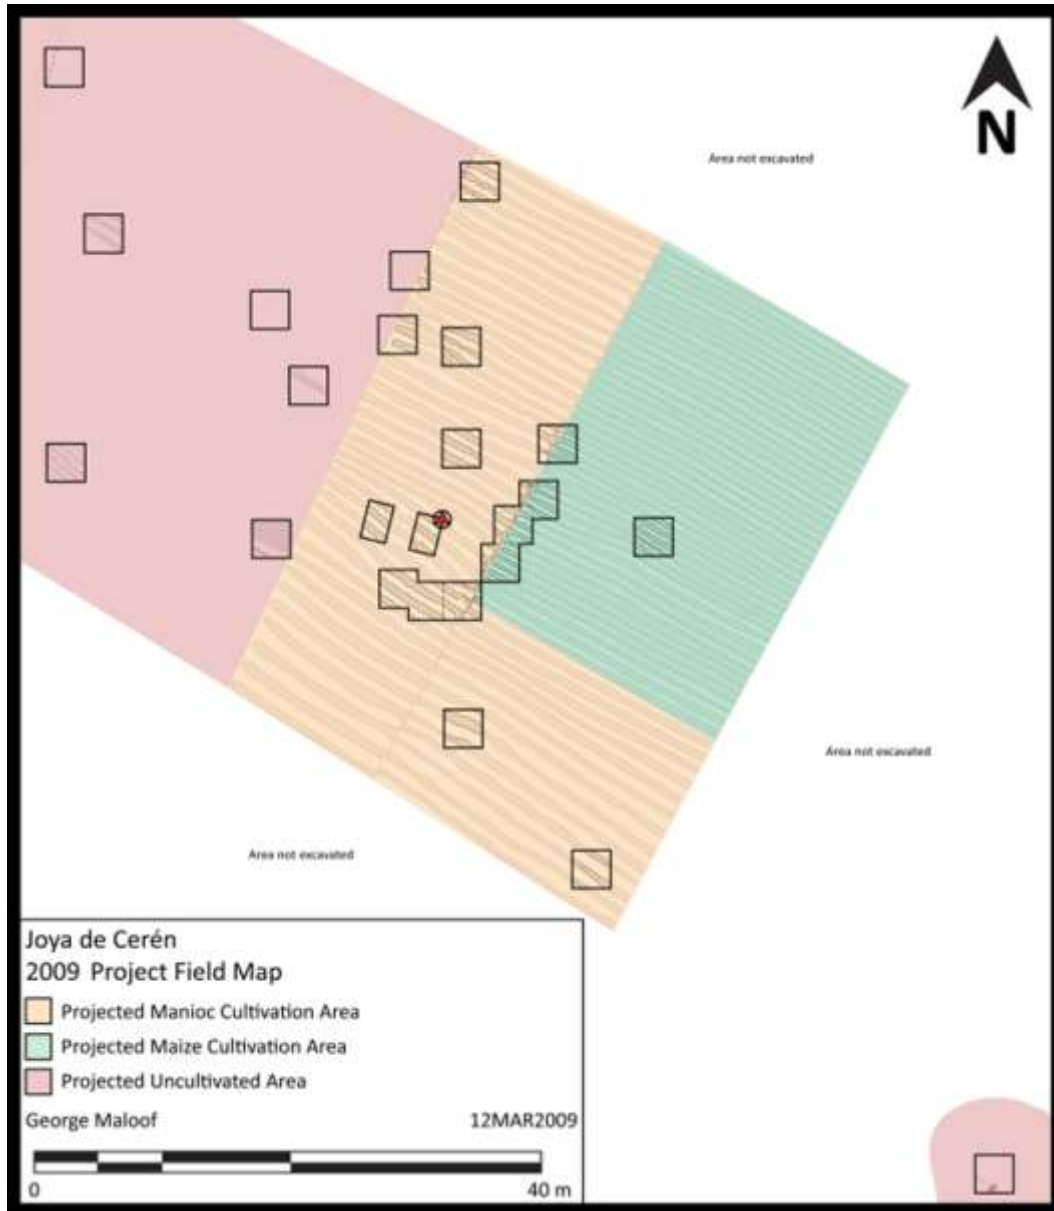 N
Area not excavated
Area not excavated
Area not excavated
Joya de Cerén
2009 Project Field Map
Projected Manioc Cultivation Area
Projected Maize Cultivation Area
Projected Uncultivated Area
George Maloof 12MAR2009
0 40 m